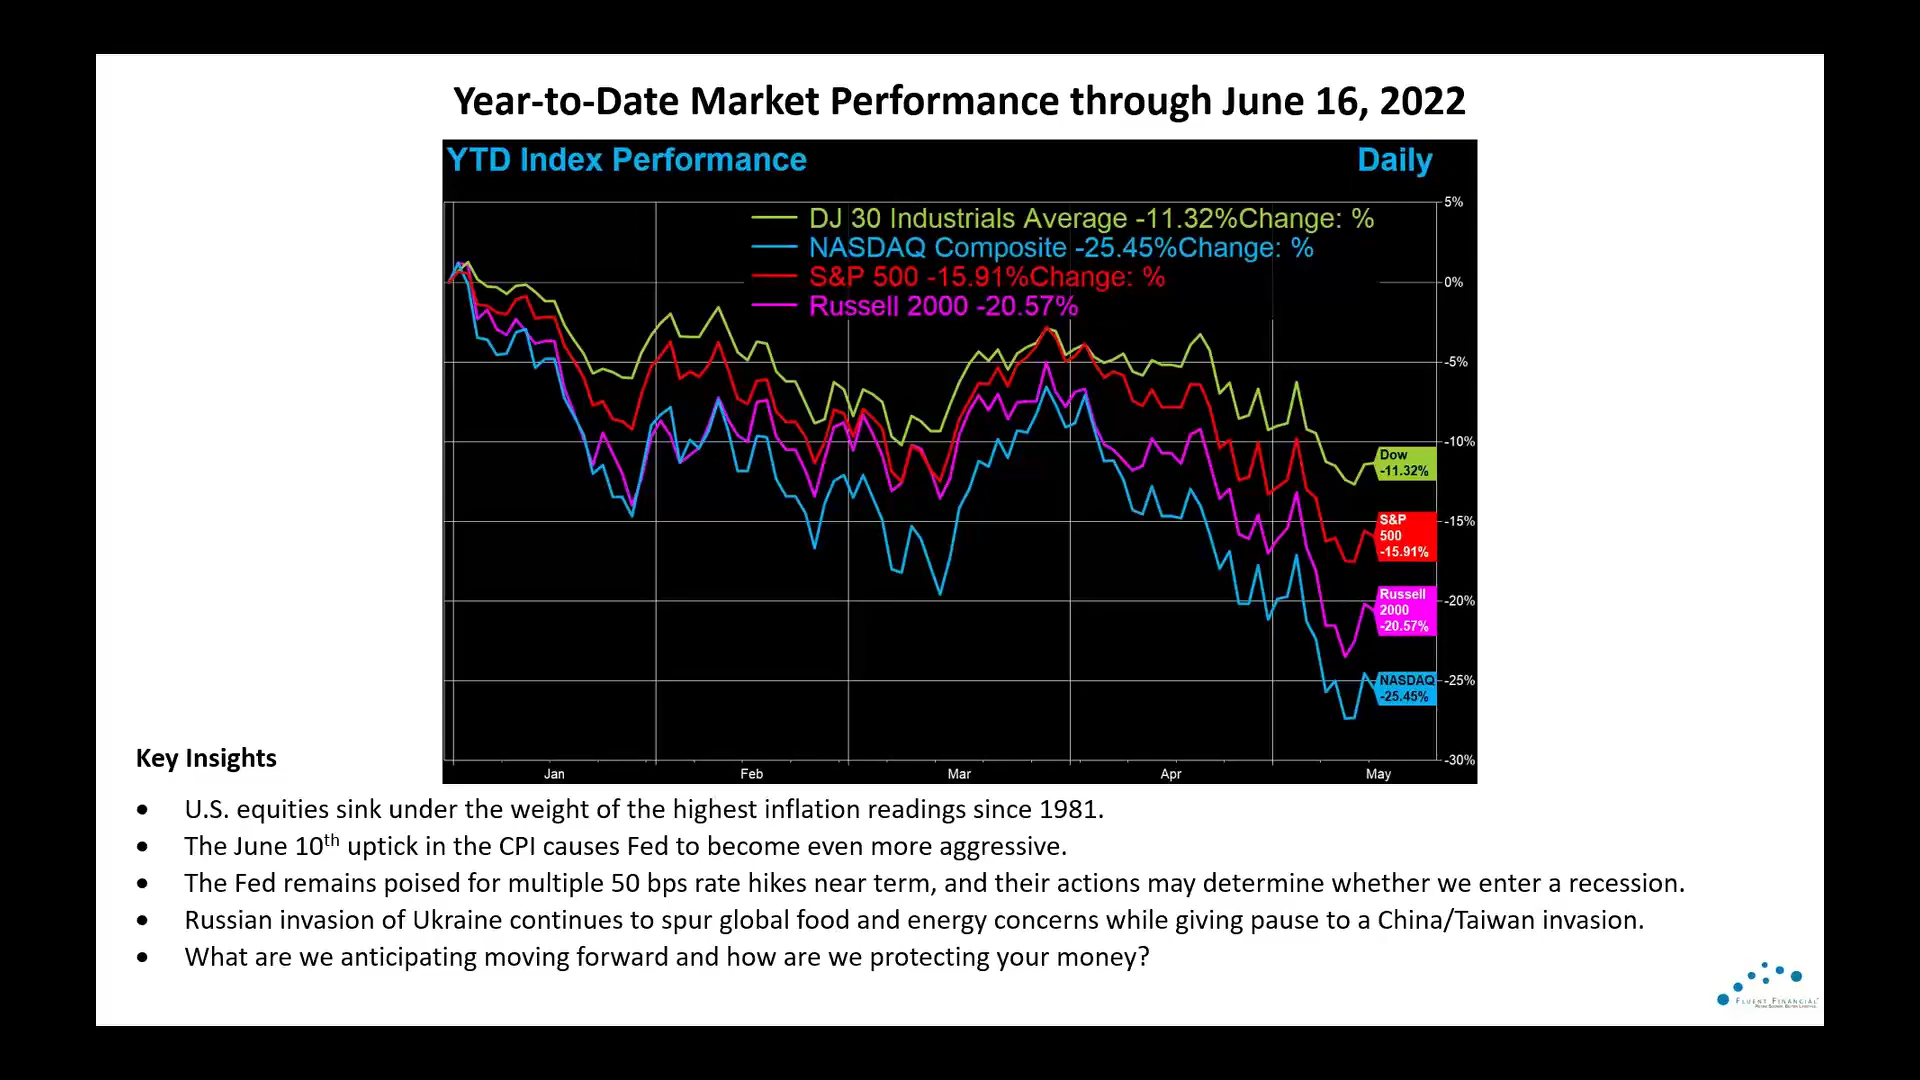 Year-to-Date Market Performance through June 16, 2022
YTD Index Performance
Daily
DJ 30 Industrials Average -11.32%Change: %
NASDAQ Composite -25.45%Change: %
S&P 500 -15.91%Change: %
Russell 2000 -20.57%
5%
0%
-5%
-10%
Dow
-11.32%
-15%
S&P
500
-15.91%
-20%
Russell
2000
-20.57%
-25%
NASDAQ
-25.45%
-30%
Jan
Feb
Mar
Apr
May
Key Insights
• U.S. equities sink under the weight of the highest inflation readings since 1981.
• The June 10th uptick in the CPI causes Fed to become even more aggressive.
• The Fed remains poised for multiple 50 bps rate hikes near term, and their actions may determine whether we enter a recession.
• Russian invasion of Ukraine continues to spur global food and energy concerns while giving pause to a China/Taiwan invasion.
• What are we anticipating moving forward and how are we protecting your money?
FLUENT FINANCIAL